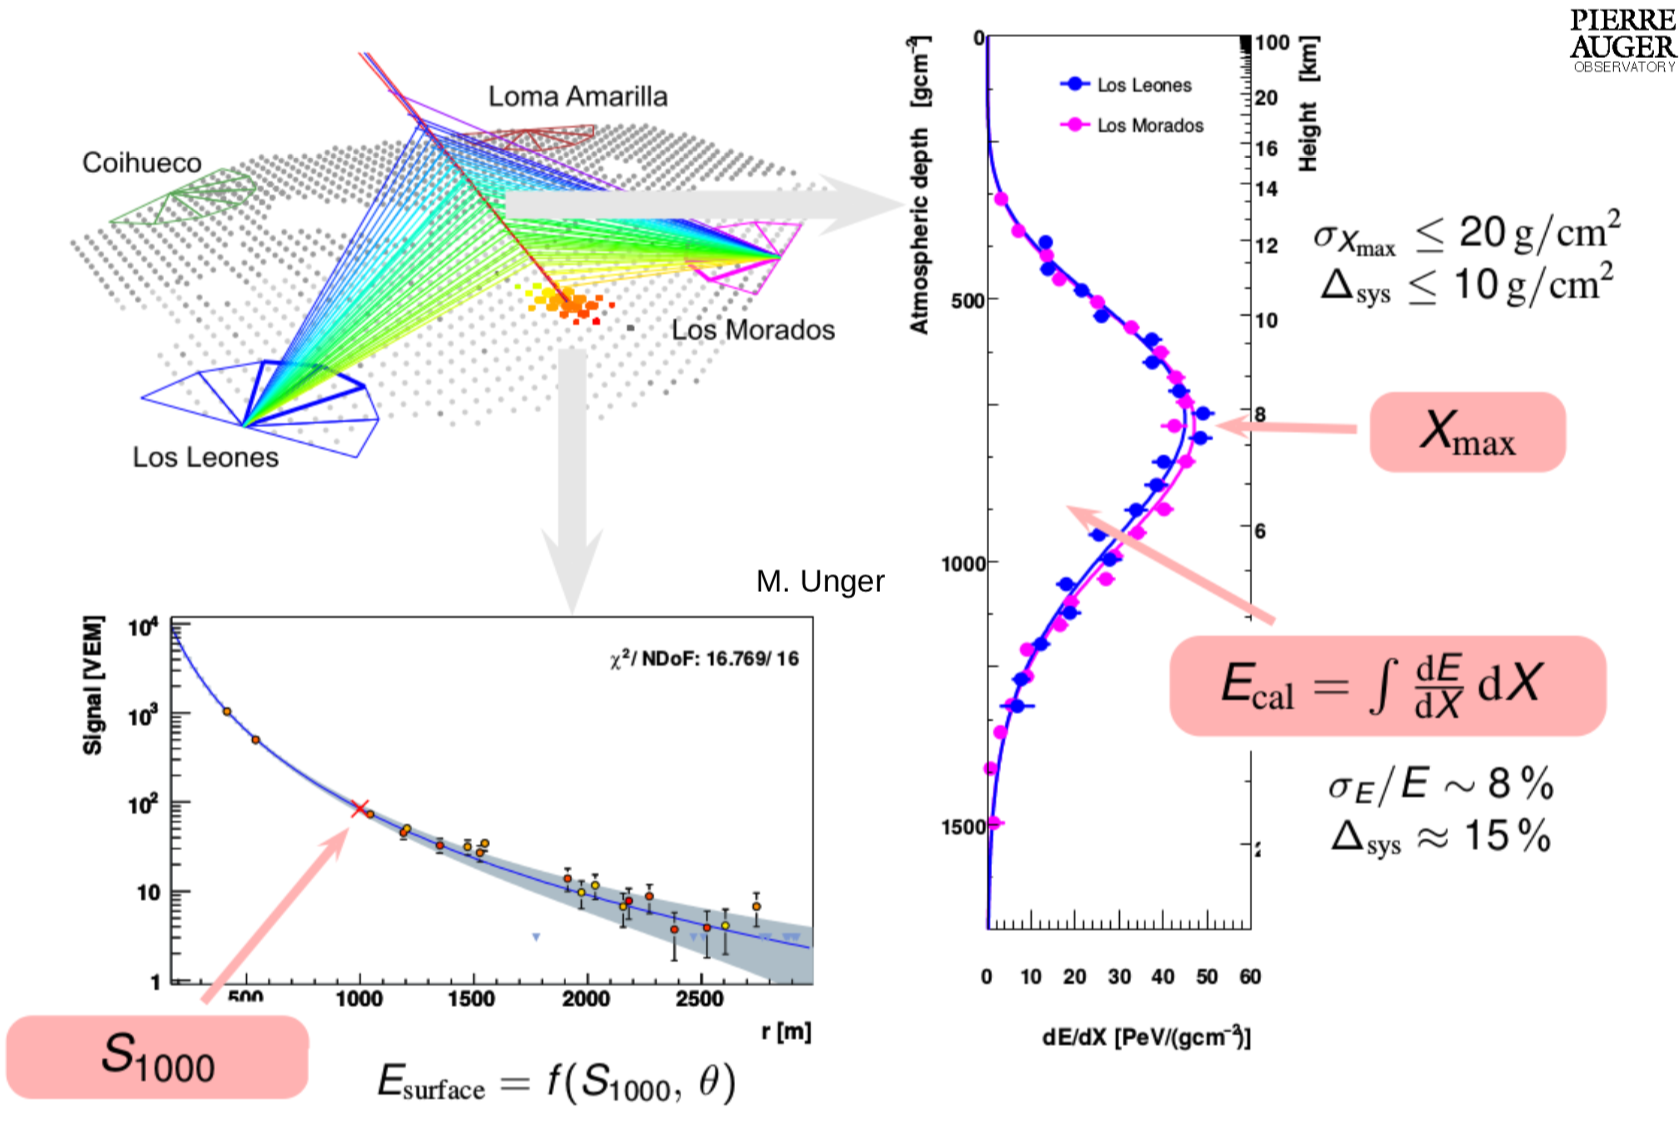 PIERRE
AUGER
OBSERVATORY
Loma Amarilla
Coihueco
Los Morados
Los Leones
M. Unger
Atmospheric depth [gcm⁻²]
0
500
1000
1500
Los Leones
Los Morados
100
20
16
14
12
10
8
6
Height [km]
0 10 20 30 40 50 60
dE/dX [PeV/(gcm⁻²)]
σ_Xmax ≤ 20 g/cm²
Δsys ≤ 10 g/cm²
Xmax
Ecal = ∫ dE/dX dX
σE/E ∼ 8 %
Δsys ≈ 15 %
Signal [VEM]
10⁴
10³
10²
10
1
χ²/ NDoF: 16.769/ 16
500 1000 1500 2000 2500
r [m]
S1000
Esurface = f(S1000, θ)